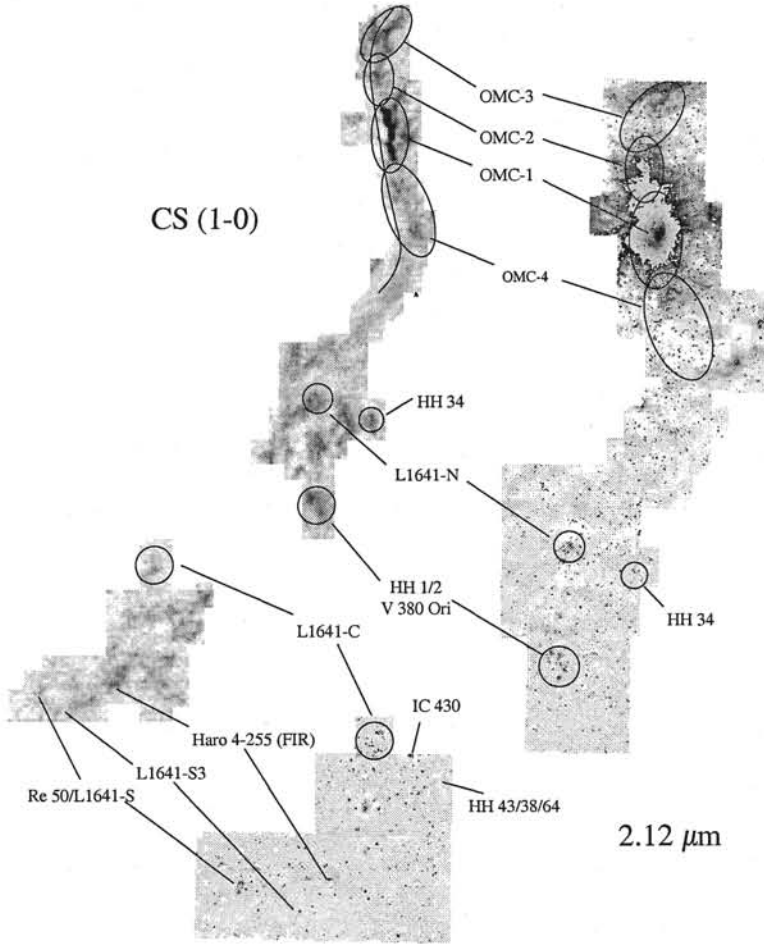 OMC-3
OMC-2
OMC-1
CS (1-0)
OMC-4
HH 34
L1641-N
HH 1/2
V 380 Ori
HH 34
L1641-C
IC 430
Haro 4-255 (FIR)
L1641-S3
Re 50/L1641-S
HH 43/38/64
2.12 μm